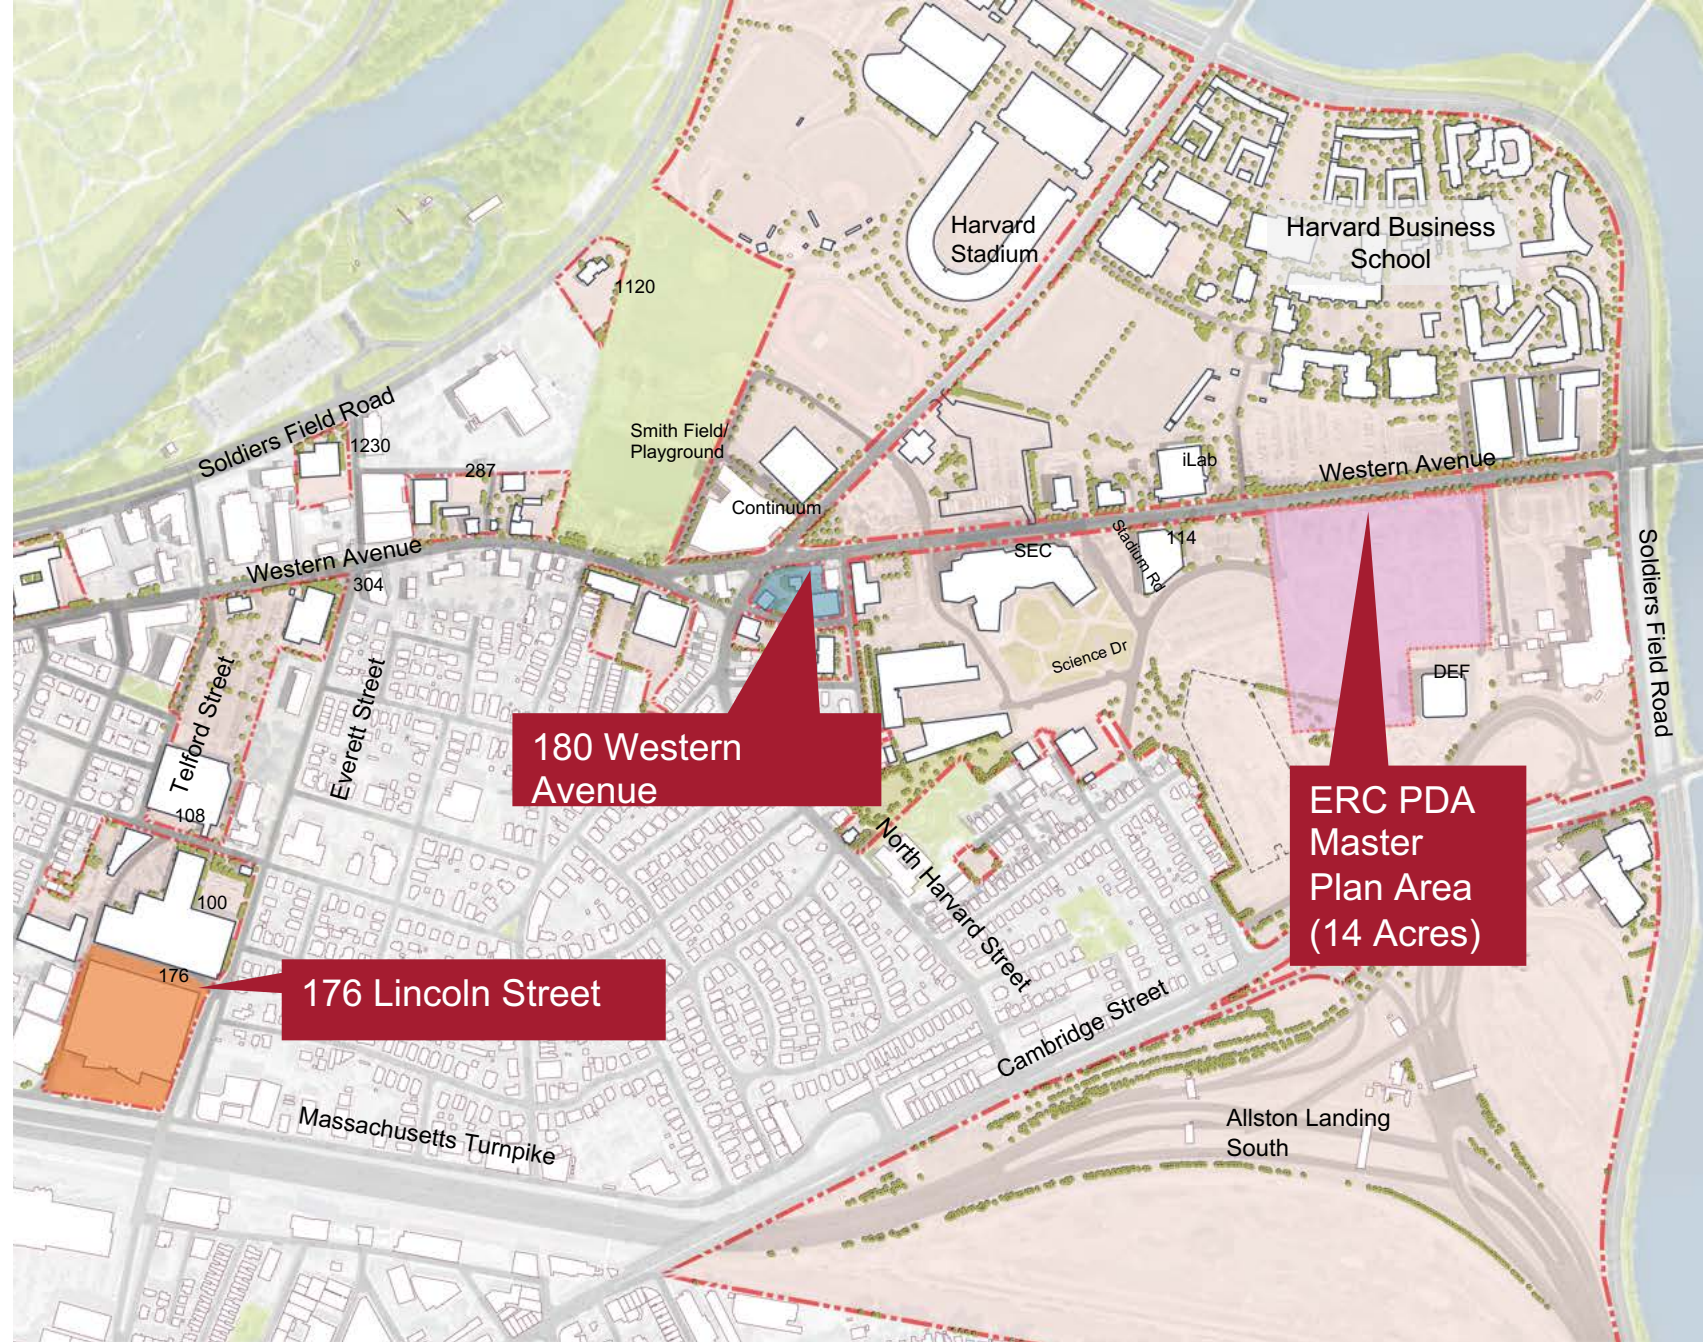 Harvard
Stadium
Harvard Business
School
1120
Soldiers Field Road
1230
Smith Field/
Playground
287
iLab
Western Avenue
Continuum
Western Avenue
SEC
Stadium Rd
114
304
Soldiers Field Road
Science Dr
DEF
Telford Street
Everett Street
180 Western
Avenue
108
ERC PDA
Master
Plan Area
(14 Acres)
North Harvard Street
100
176
176 Lincoln Street
Cambridge Street
Massachusetts Turnpike
Allston Landing
South